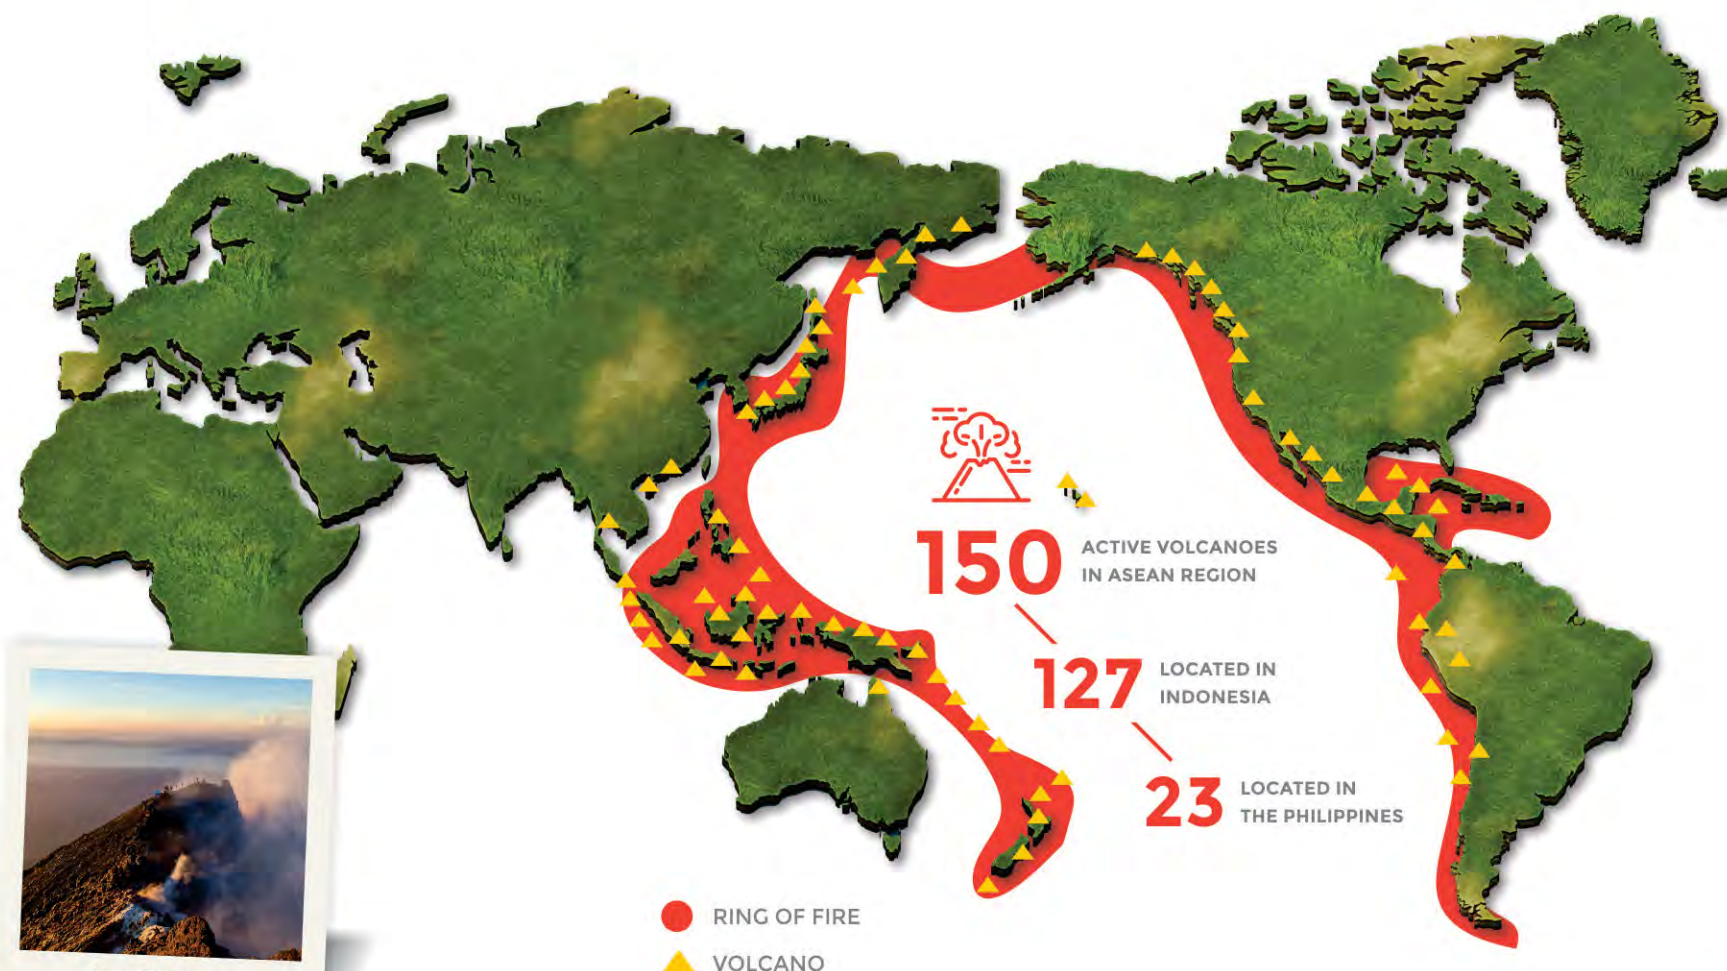 150
ACTIVE VOLCANOES
IN ASEAN REGION
127
LOCATED IN
INDONESIA
23
LOCATED IN
THE PHILIPPINES
RING OF FIRE
VOLCANO